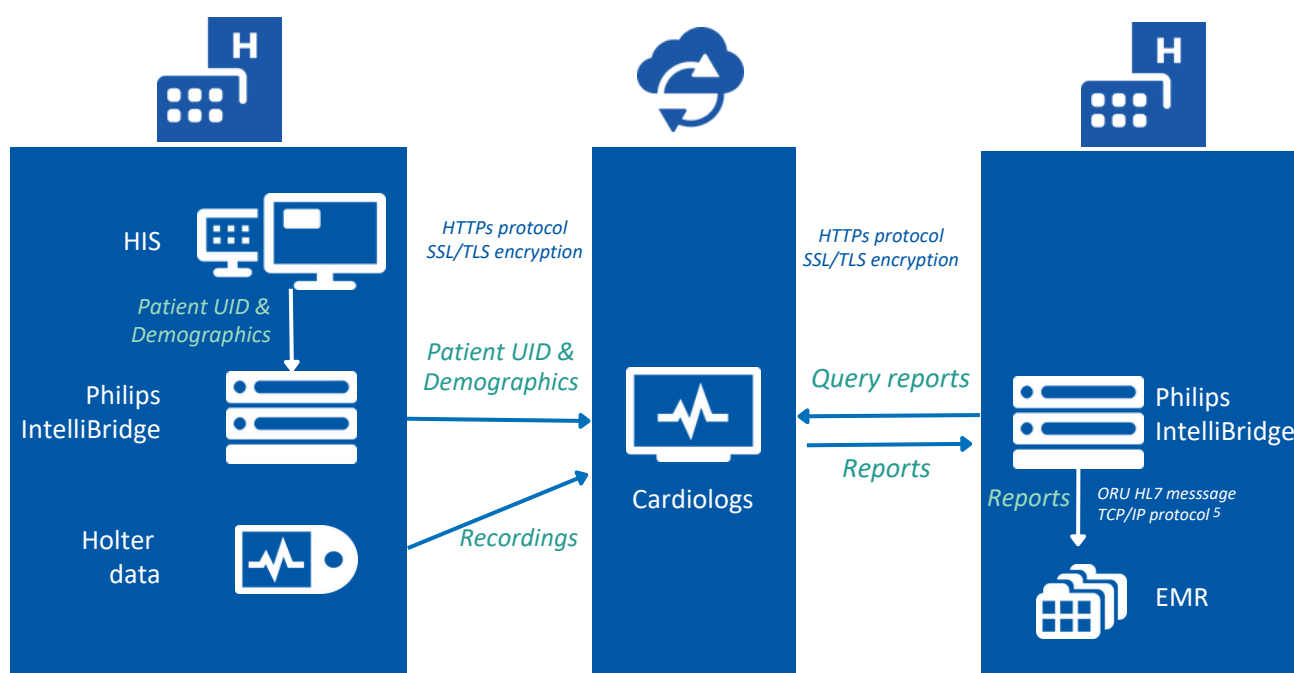 H
H
HIS
Patient UID &
Demographics
Philips
IntelliBridge
Holter
data
HTTPs protocol
SSL/TLS encryption
Patient UID &
Demographics
Recordings
Cardiologs
HTTPs protocol
SSL/TLS encryption
Query reports
Reports
Philips
IntelliBridge
Reports
ORU HL7 messsage
TCP/IP protocol 5
EMR